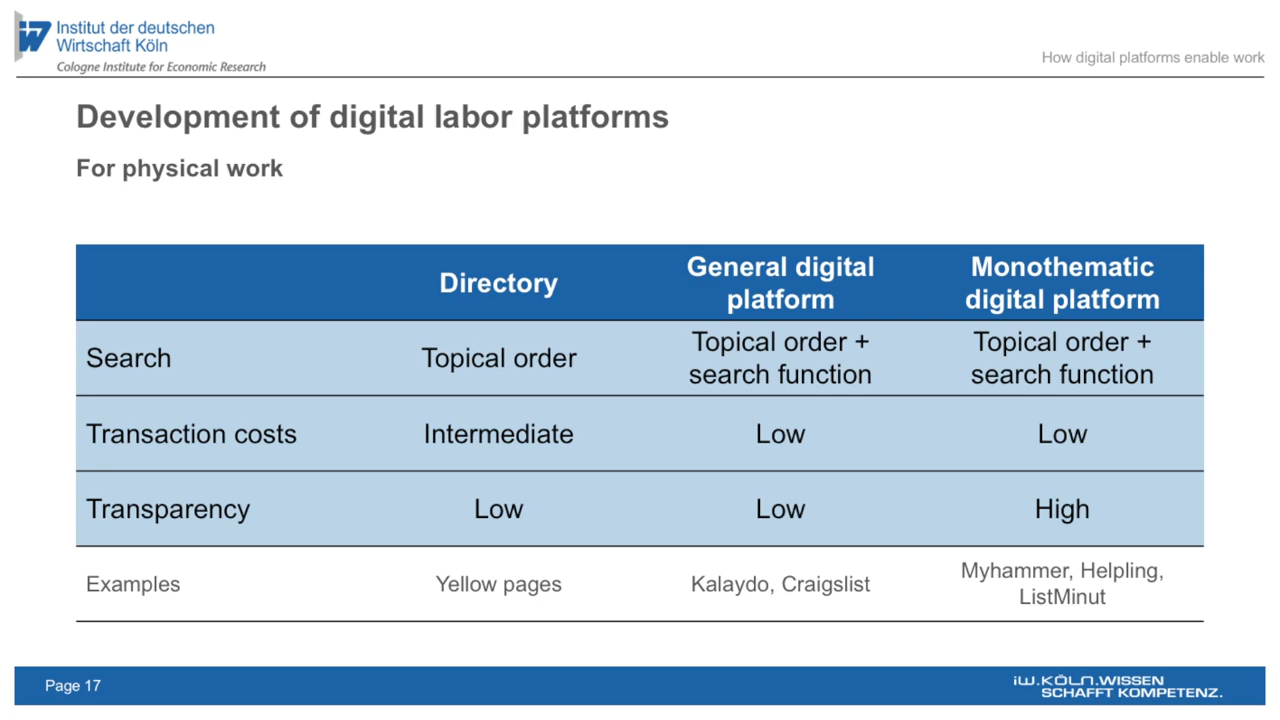 Institut der deutschen
Wirtschaft Köln
Cologne Institute for Economic Research
How digital platforms enable work
Development of digital labor platforms
For physical work
Directory
General digital
platform
Monothematic
digital platform
Search
Topical order
Topical order +
search function
Topical order +
search function
Transaction costs
Intermediate
Low
Low
Transparency
Low
Low
High
Examples
Yellow pages
Kalaydo, Craigslist
Myhammer, Helpling,
ListMinut
Page 17
iW.KÖLN.WISSEN
SCHAFFT KOMPETENZ.